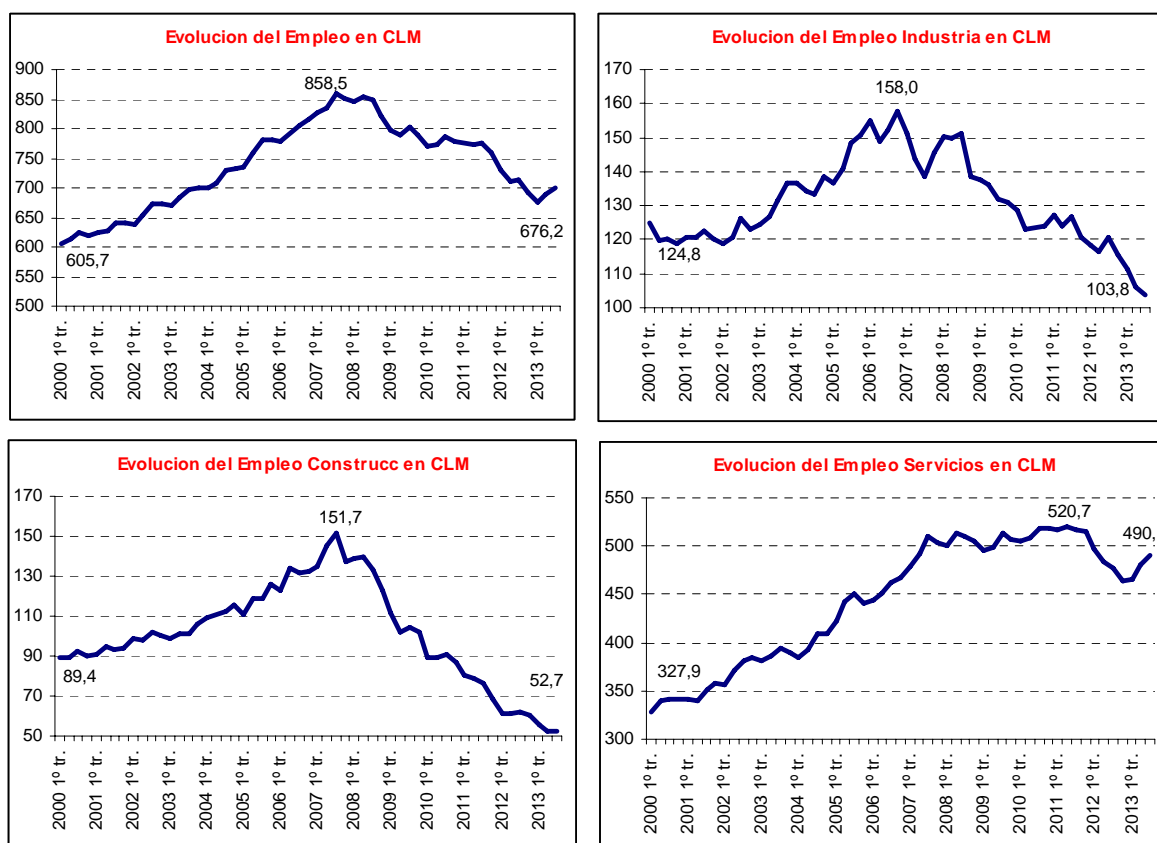 Evolucion del Empleo en CLM
900
850
800
750
700
650
600
550
500
858,5
605,7
676,2
2000 1º tr.
2001 1º tr.
2002 1º tr.
2003 1º tr.
2004 1º tr.
2005 1º tr.
2006 1º tr.
2007 1º tr.
2008 1º tr.
2009 1º tr.
2010 1º tr.
2011 1º tr.
2012 1º tr.
2013 1º tr.
Evolucion del Empleo Industria en CLM
170
160
150
140
130
120
110
100
158,0
124,8
103,8
2000 1º tr.
2001 1º tr.
2002 1º tr.
2003 1º tr.
2004 1º tr.
2005 1º tr.
2006 1º tr.
2007 1º tr.
2008 1º tr.
2009 1º tr.
2010 1º tr.
2011 1º tr.
2012 1º tr.
2013 1º tr.
Evolucion del Empleo Construcc en CLM
170
150
130
110
90
70
50
151,7
89,4
52,7
2000 1º tr.
2001 1º tr.
2002 1º tr.
2003 1º tr.
2004 1º tr.
2005 1º tr.
2006 1º tr.
2007 1º tr.
2008 1º tr.
2009 1º tr.
2010 1º tr.
2011 1º tr.
2012 1º tr.
2013 1º tr.
Evolucion del Empleo Servicios en CLM
550
500
450
400
350
300
520,7
490,
327,9
2000 1º tr.
2001 1º tr.
2002 1º tr.
2003 1º tr.
2004 1º tr.
2005 1º tr.
2006 1º tr.
2007 1º tr.
2008 1º tr.
2009 1º tr.
2010 1º tr.
2011 1º tr.
2012 1º tr.
2013 1º tr.